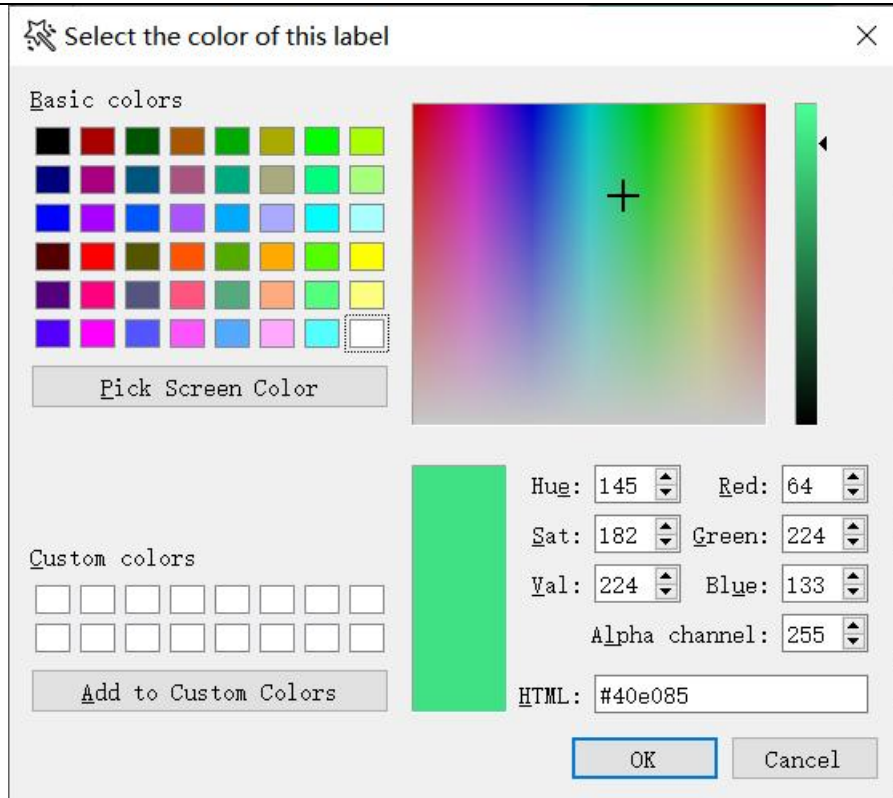 Select the color of this label
Basic colors
Pick Screen Color
Custom colors
Add to Custom Colors
Hue: 145 Red: 64
Sat: 182 Green: 224
Val: 224 Blue: 133
Alpha channel: 255
HTML: #40e085
OK Cancel